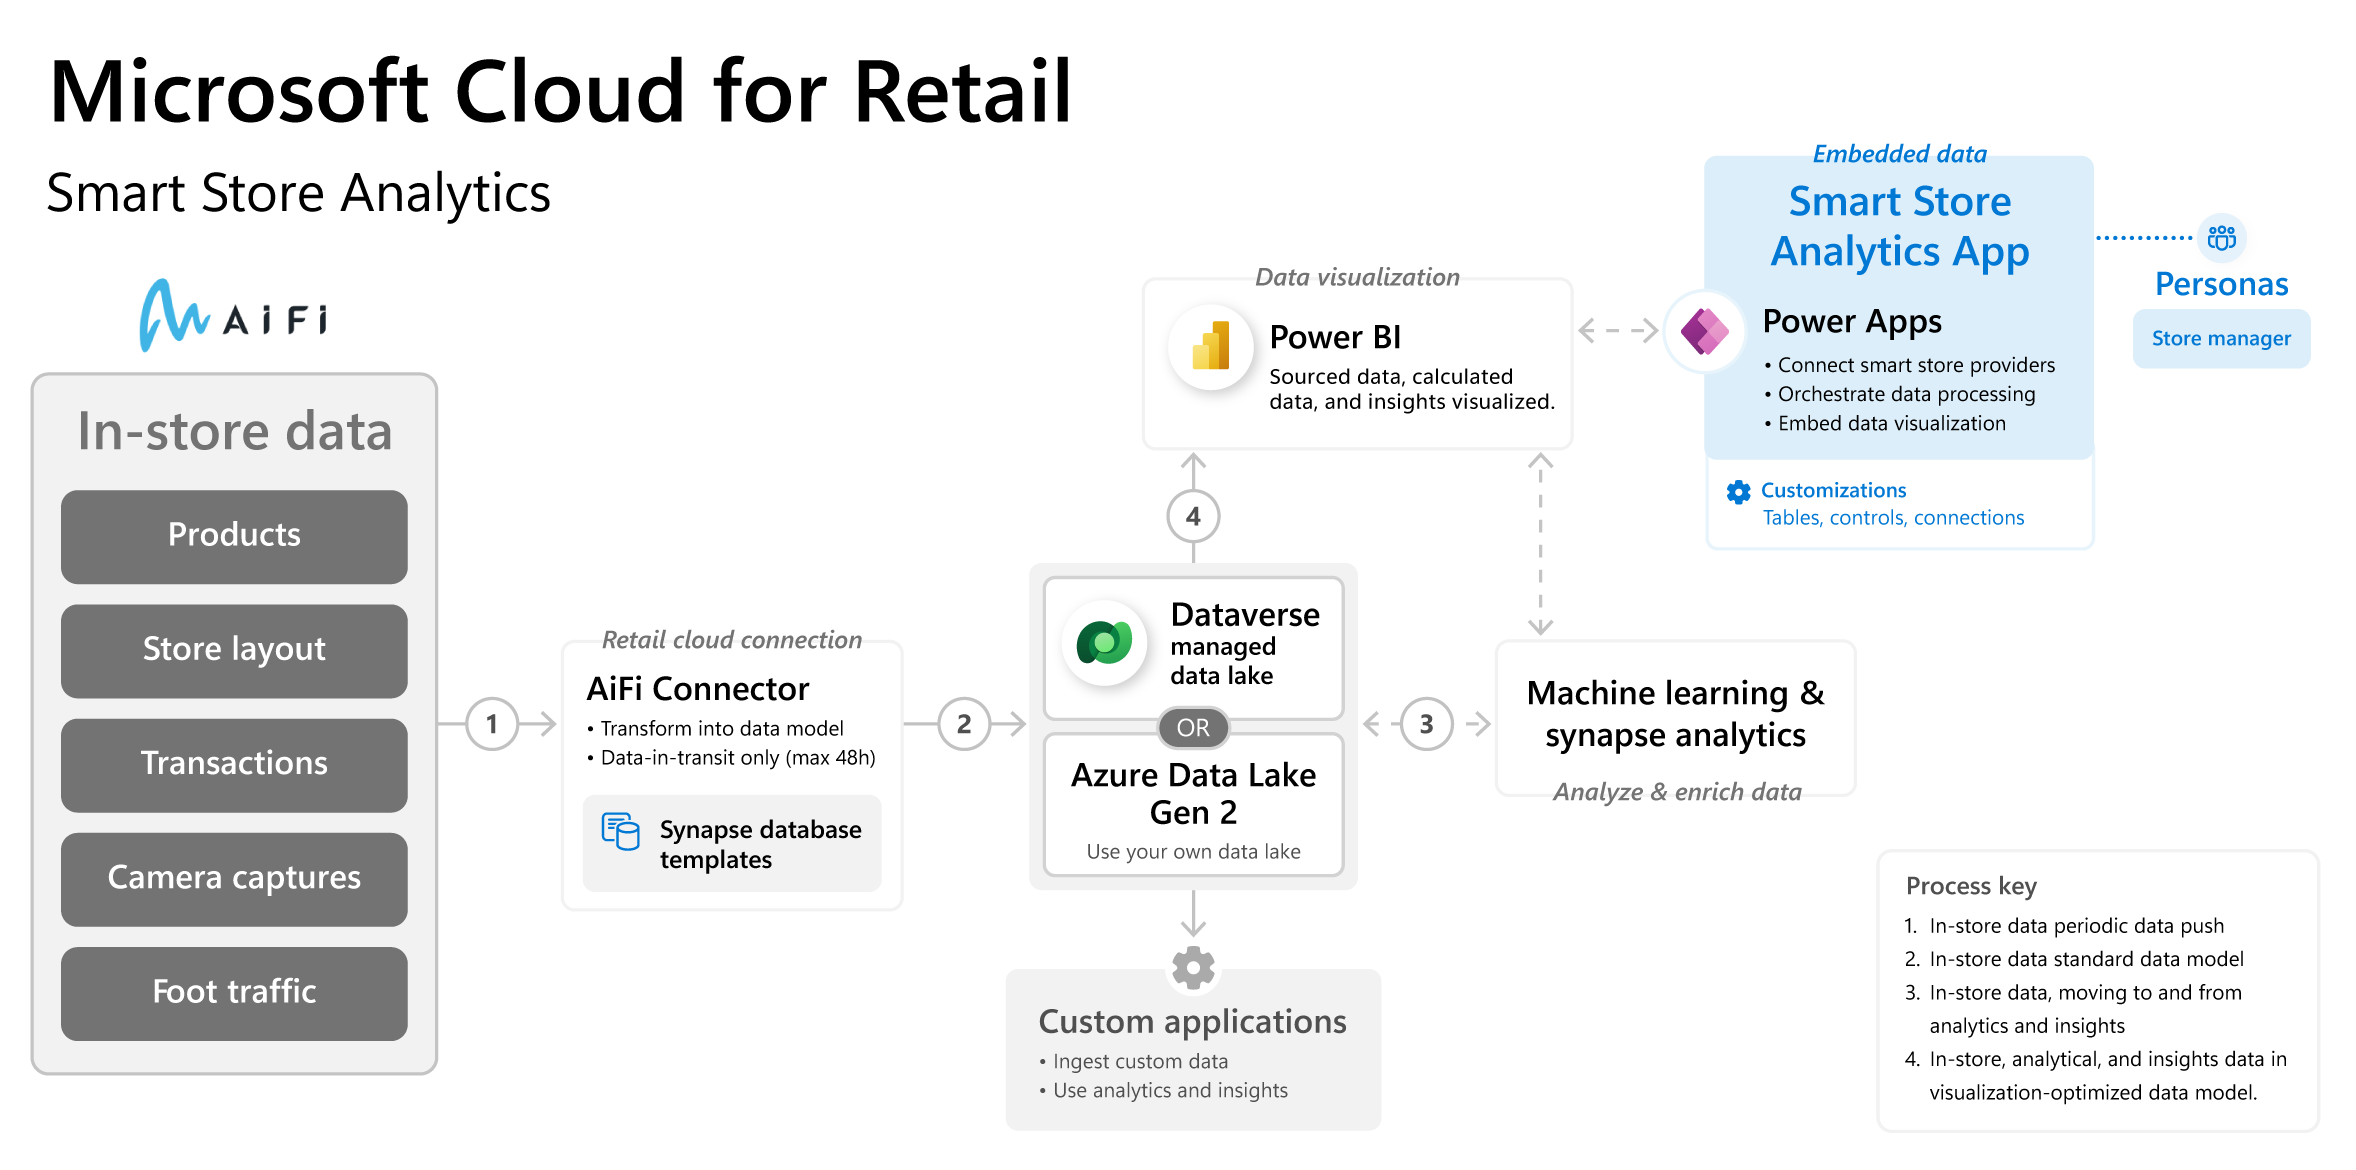 Microsoft Cloud for Retail
Smart Store Analytics
AiFi
In-store data
Products
Store layout
Transactions
Camera captures
Foot traffic
1
Retail cloud connection
AiFi Connector
• Transform into data model
• Data-in-transit only (max 48h)
Synapse database
templates
2
Dataverse
managed
data lake
OR
Azure Data Lake
Gen 2
Use your own data lake
Custom applications
• Ingest custom data
• Use analytics and insights
3
Machine learning &
synapse analytics
Analyze & enrich data
4
Data visualization
Power BI
Sourced data, calculated
data, and insights visualized.
Embedded data
Smart Store
Analytics App
Power Apps
• Connect smart store providers
• Orchestrate data processing
• Embed data visualization
Customizations
Tables, controls, connections
Personas
Store manager
Process key
1. In-store data periodic data push
2. In-store data standard data model
3. In-store data, moving to and from
analytics and insights
4. In-store, analytical, and insights data in
visualization-optimized data model.